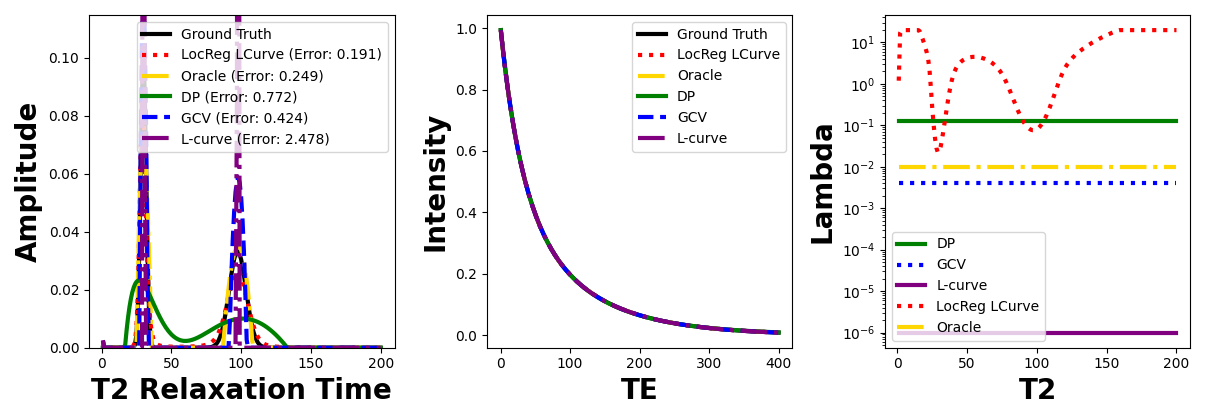 Amplitude
0.00
0.02
0.04
0.06
0.08
0.10
0
50
100
150
200
T2 Relaxation Time
Ground Truth
LocReg LCurve (Error: 0.191)
Oracle (Error: 0.249)
DP (Error: 0.772)
GCV (Error: 0.424)
L-curve (Error: 2.478)
Intensity
0.0
0.2
0.4
0.6
0.8
1.0
0
100
200
300
400
TE
Ground Truth
LocReg LCurve
Oracle
DP
GCV
L-curve
Lambda
10¹
10⁰
10⁻¹
10⁻²
10⁻³
10⁻⁴
10⁻⁵
10⁻⁶
0
50
100
150
200
T2
DP
GCV
L-curve
LocReg LCurve
Oracle